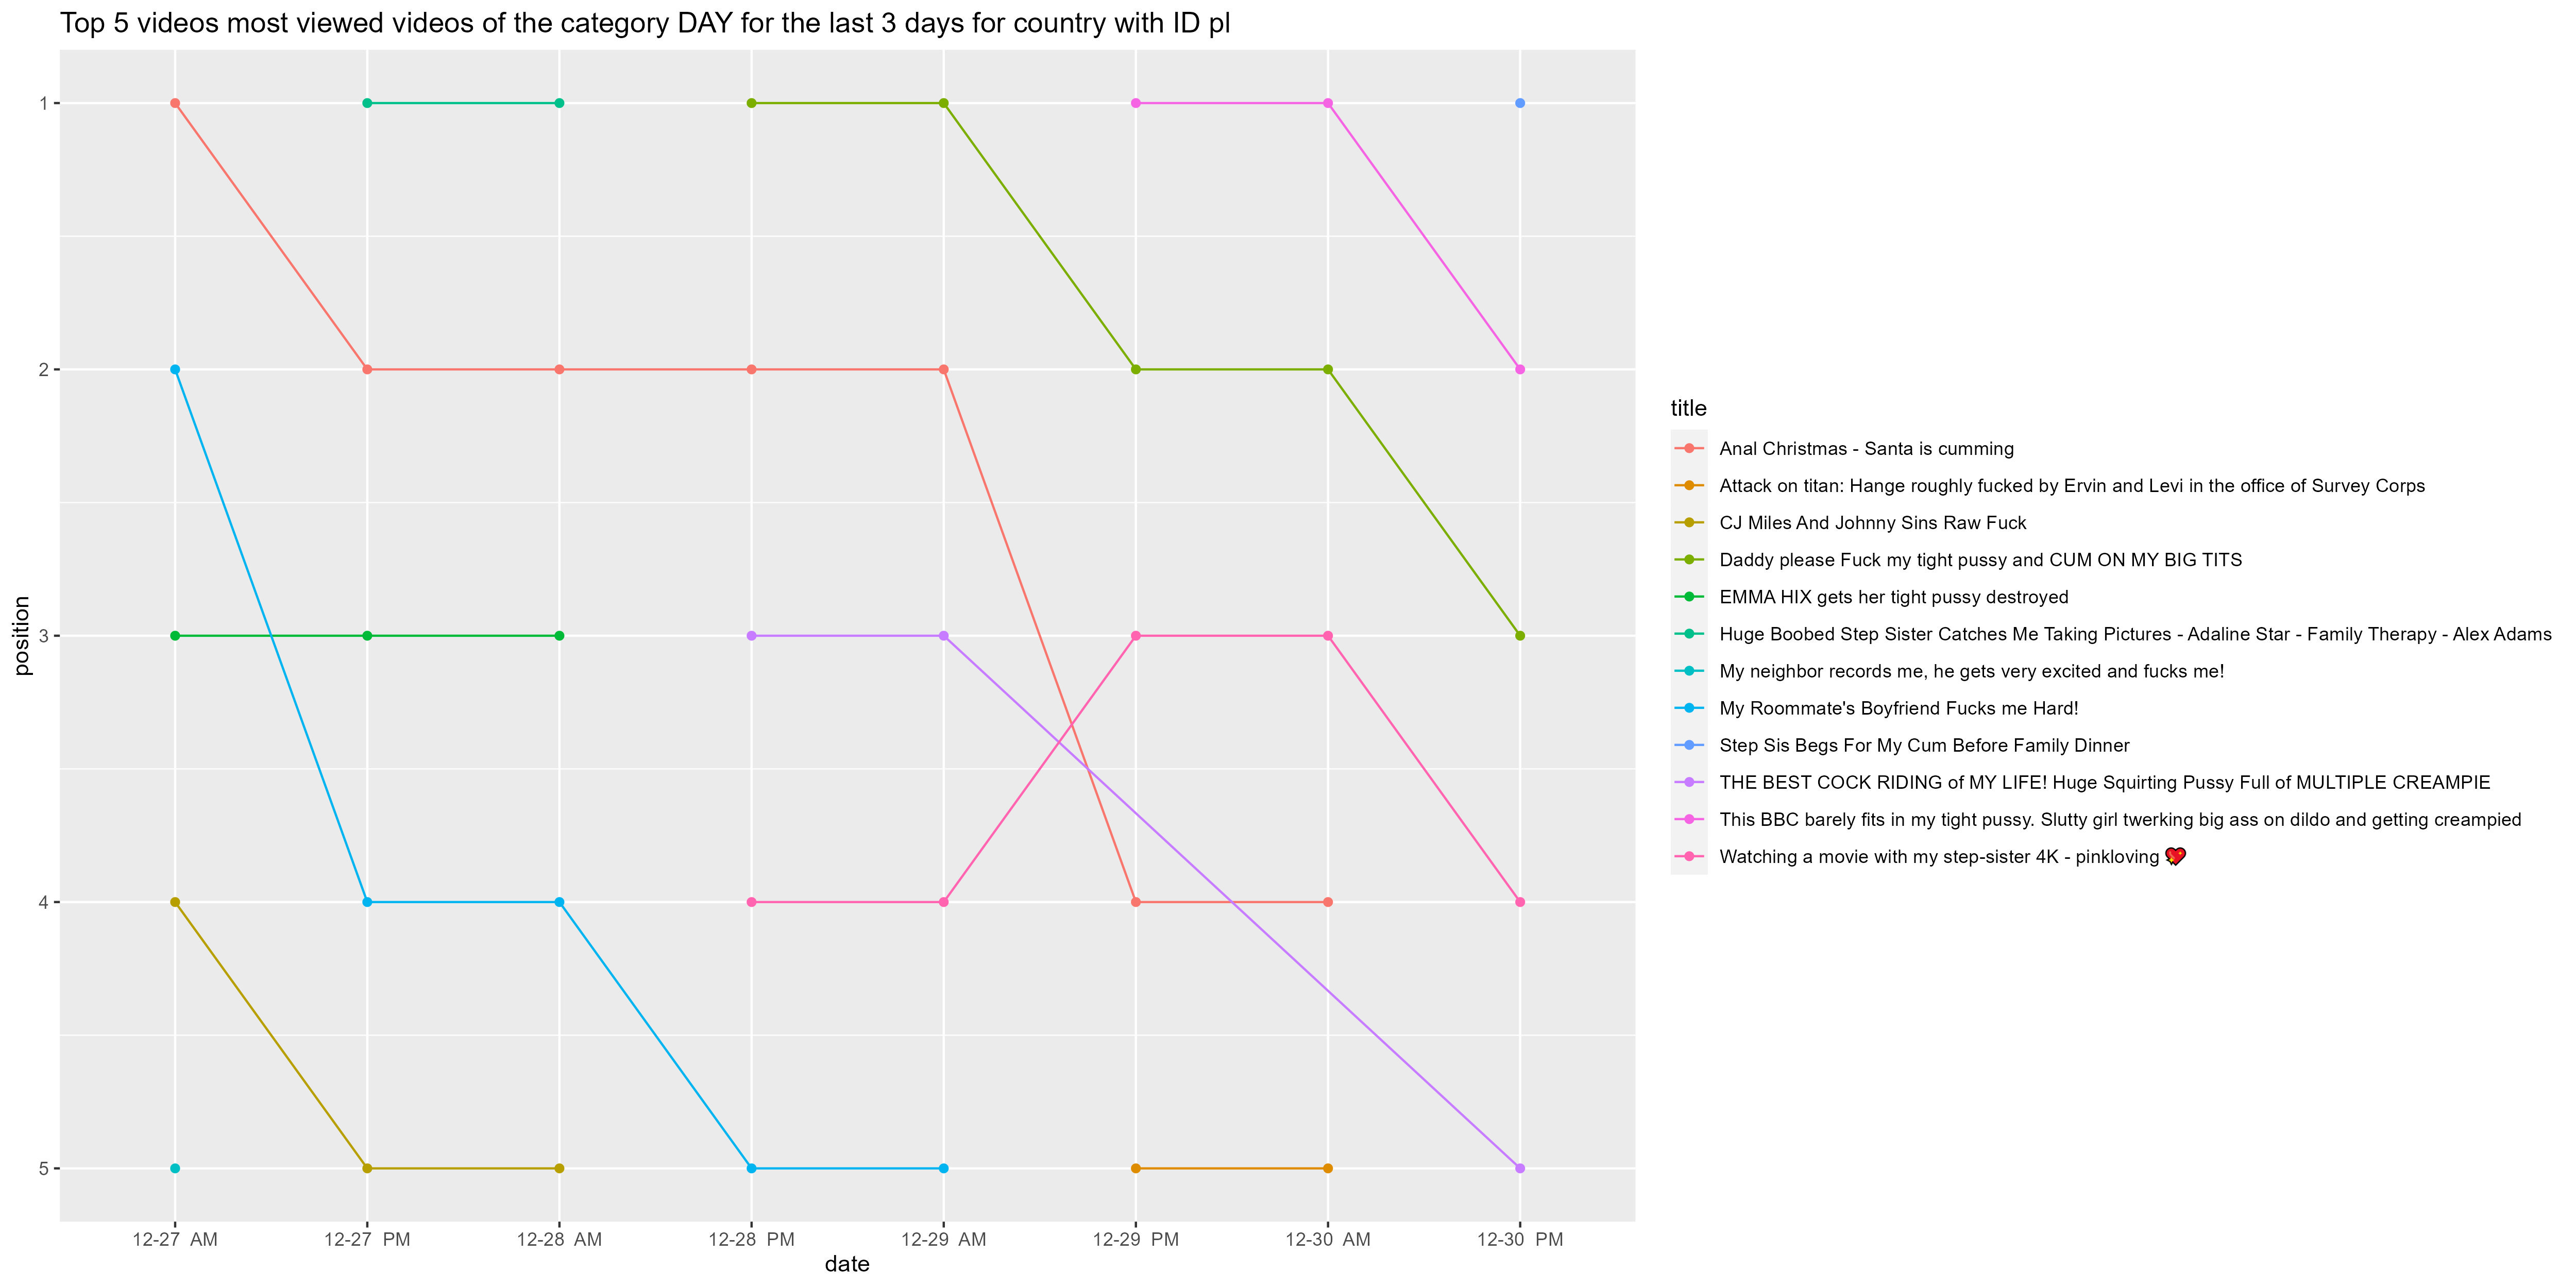 Top 5 videos most viewed videos of the category DAY for the last 3 days for country with ID pl
1
2
3
4
5
position
12-27 AM
12-27 PM
12-28 AM
12-28 PM
12-29 AM
12-29 PM
12-30 AM
12-30 PM
date
title
Anal Christmas - Santa is cumming
Attack on titan: Hange roughly fucked by Ervin and Levi in the office of Survey Corps
CJ Miles And Johnny Sins Raw Fuck
Daddy please Fuck my tight pussy and CUM ON MY BIG TITS
EMMA HIX gets her tight pussy destroyed
Huge Boobed Step Sister Catches Me Taking Pictures - Adaline Star - Family Therapy - Alex Adams
My neighbor records me, he gets very excited and fucks me!
My Roommate's Boyfriend Fucks me Hard!
Step Sis Begs For My Cum Before Family Dinner
THE BEST COCK RIDING of MY LIFE! Huge Squirting Pussy Full of MULTIPLE CREAMPIE
This BBC barely fits in my tight pussy. Slutty girl twerking big ass on dildo and getting creampied
Watching a movie with my step-sister 4K - pinkloving 💖